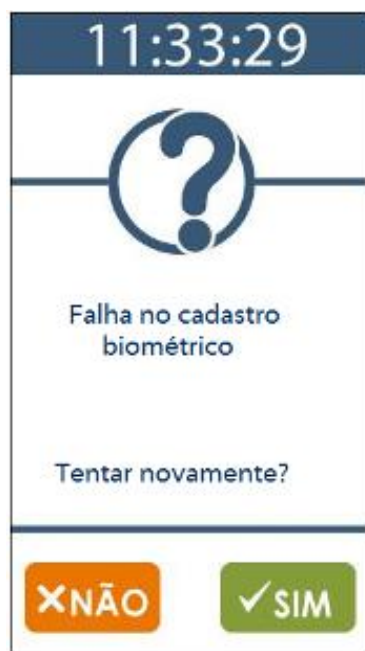 11:33:29
?
Falha no cadastro
biométrico
Tentar novamente?
×NÃO
✓SIM